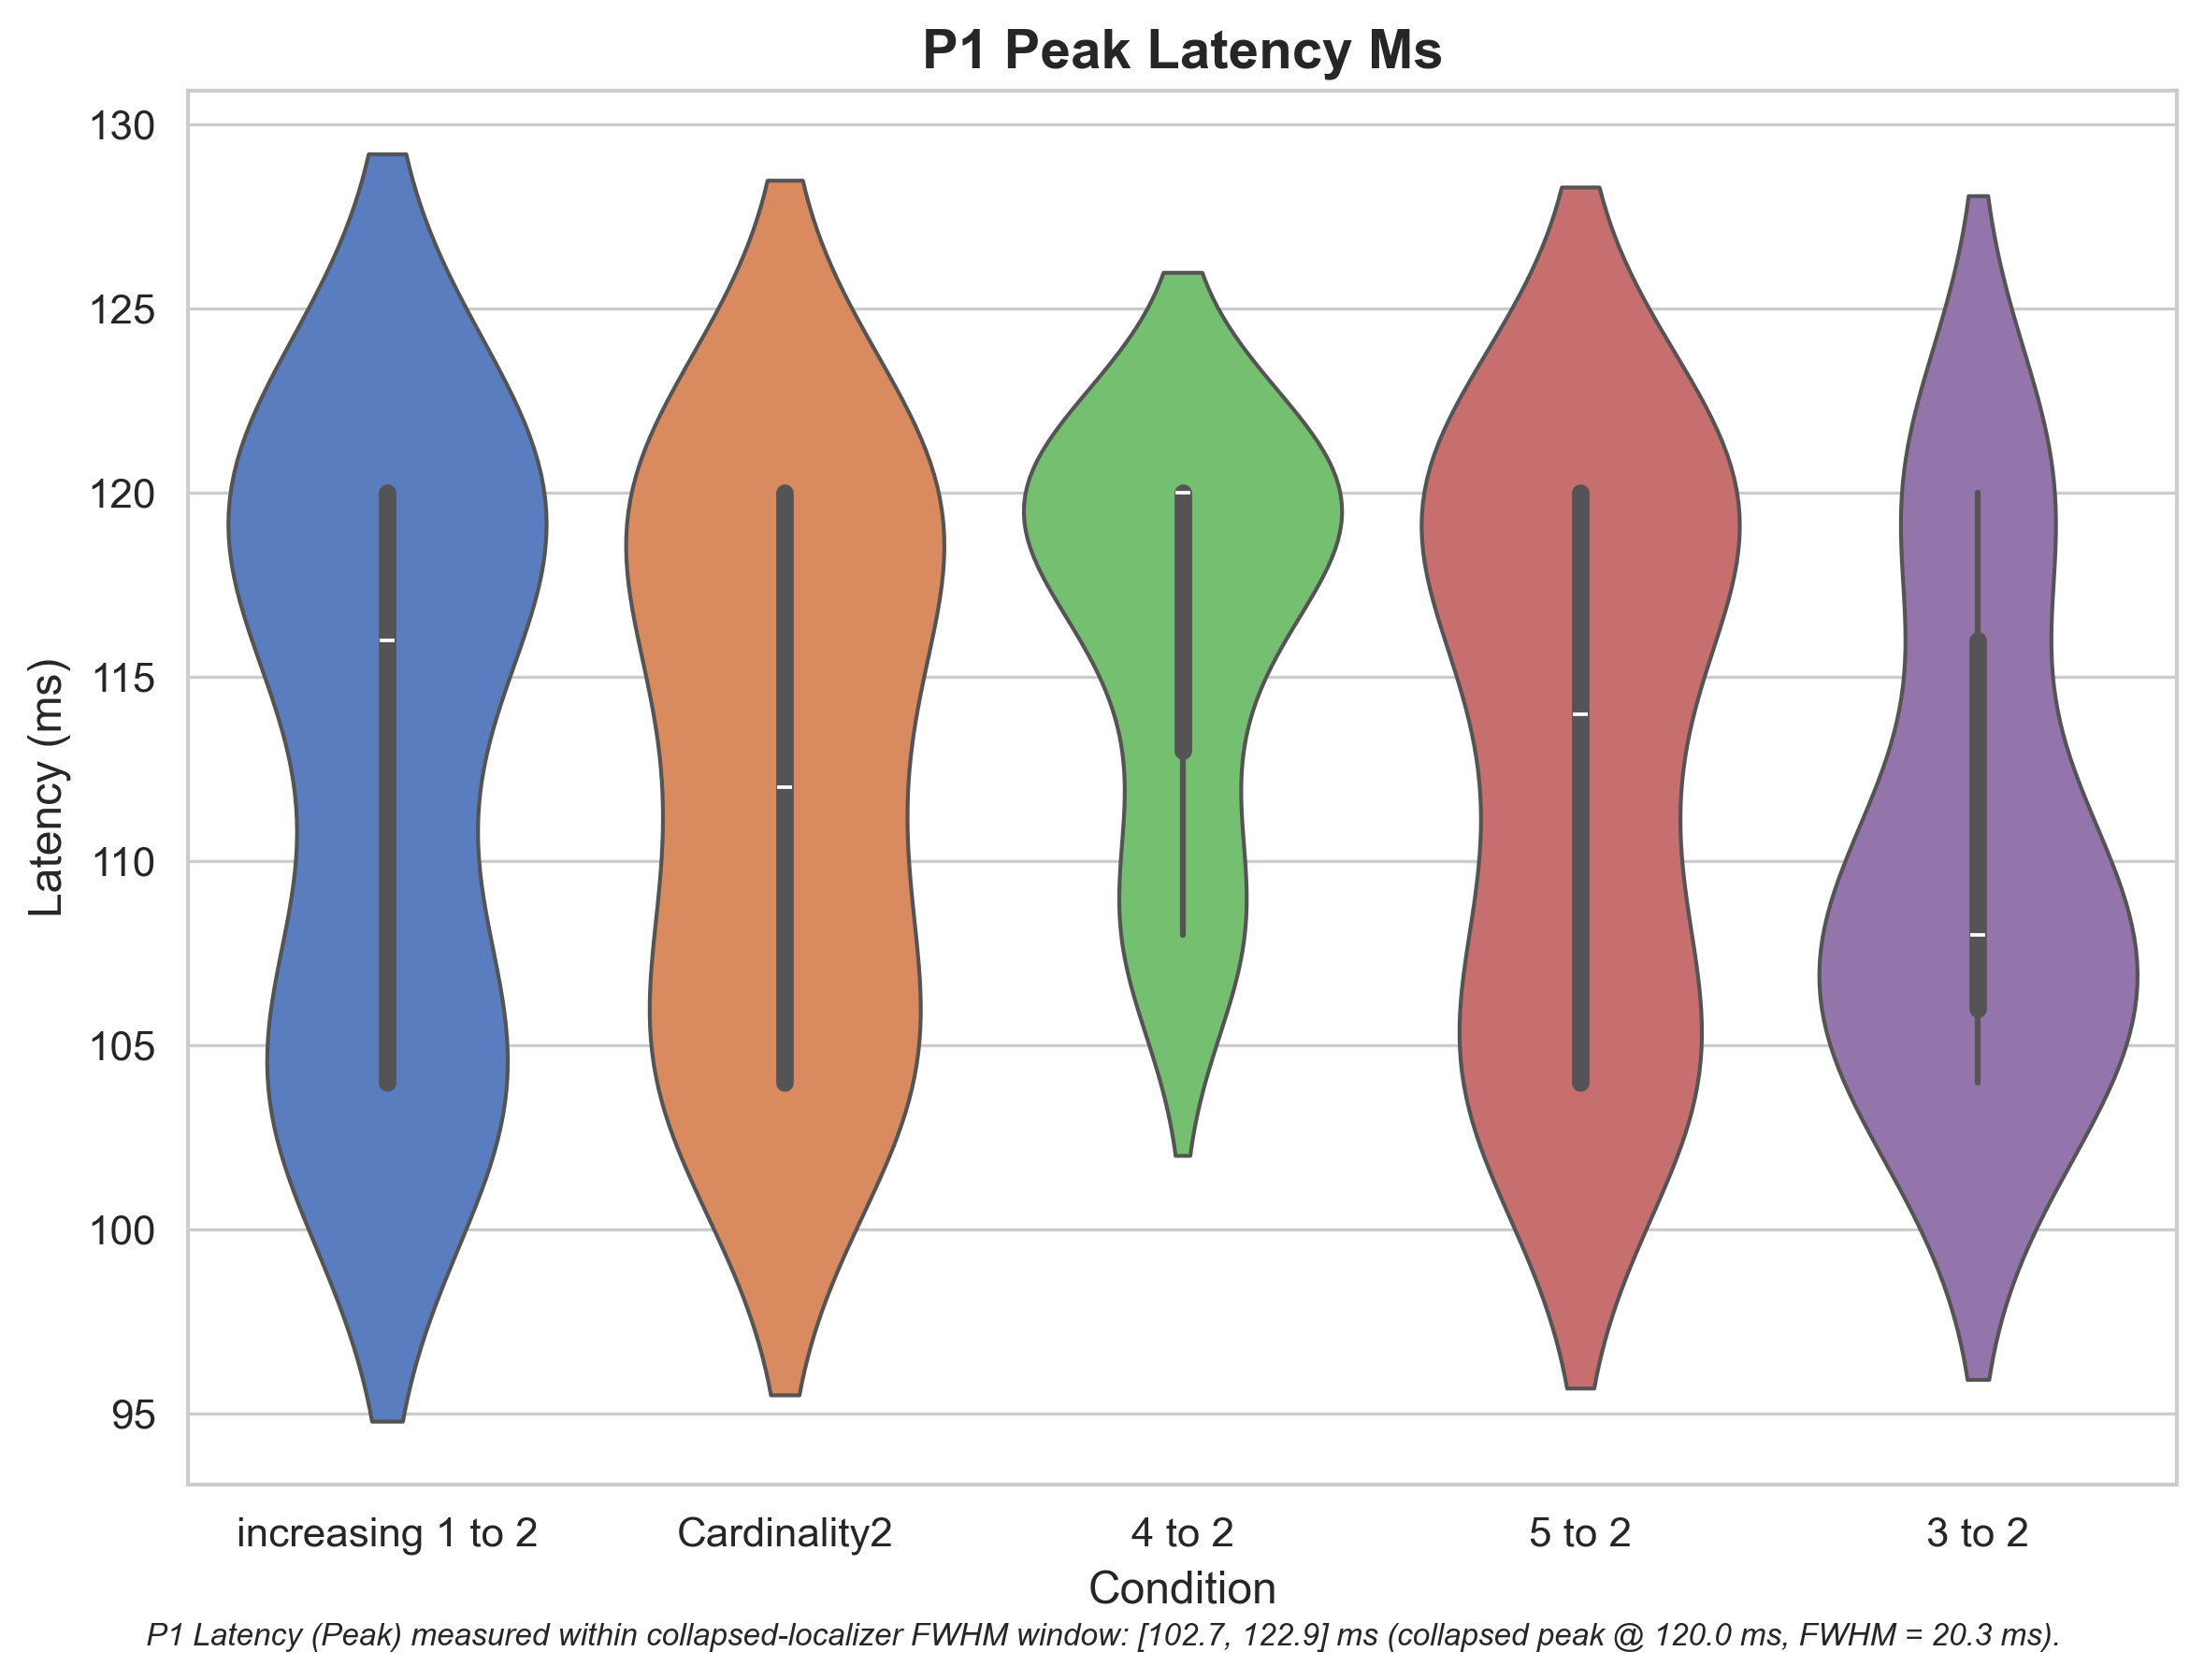 P1 Peak Latency Ms
130
125
120
115
110
105
100
95
Latency (ms)
increasing 1 to 2
Cardinality2
4 to 2
5 to 2
3 to 2
Condition
P1 Latency (Peak) measured within collapsed-localizer FWHM window: [102.7, 122.9] ms (collapsed peak @ 120.0 ms, FWHM = 20.3 ms).